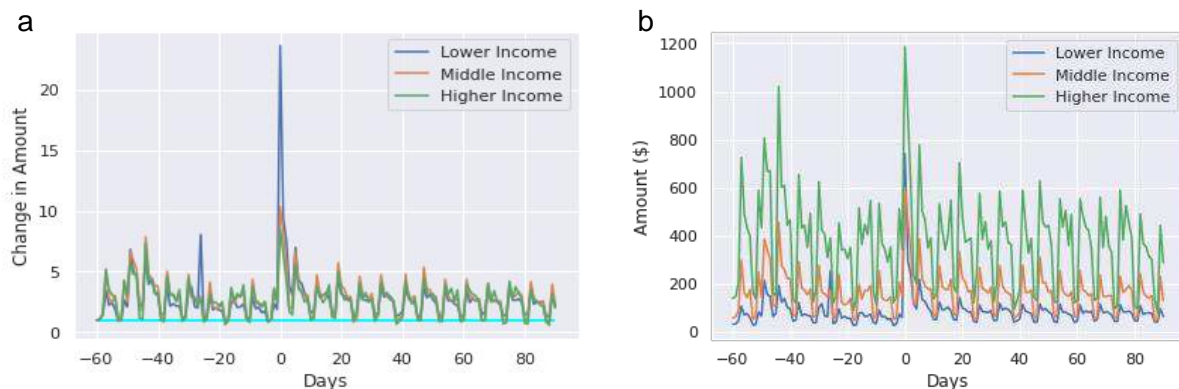 a
Change in Amount
20
15
10
5
0
−60
−40
−20
0
20
40
60
80
Days
Lower Income
Middle Income
Higher Income
b
Amount ($)
1200
1000
800
600
400
200
0
−60
−40
−20
0
20
40
60
80
Days
Lower Income
Middle Income
Higher Income